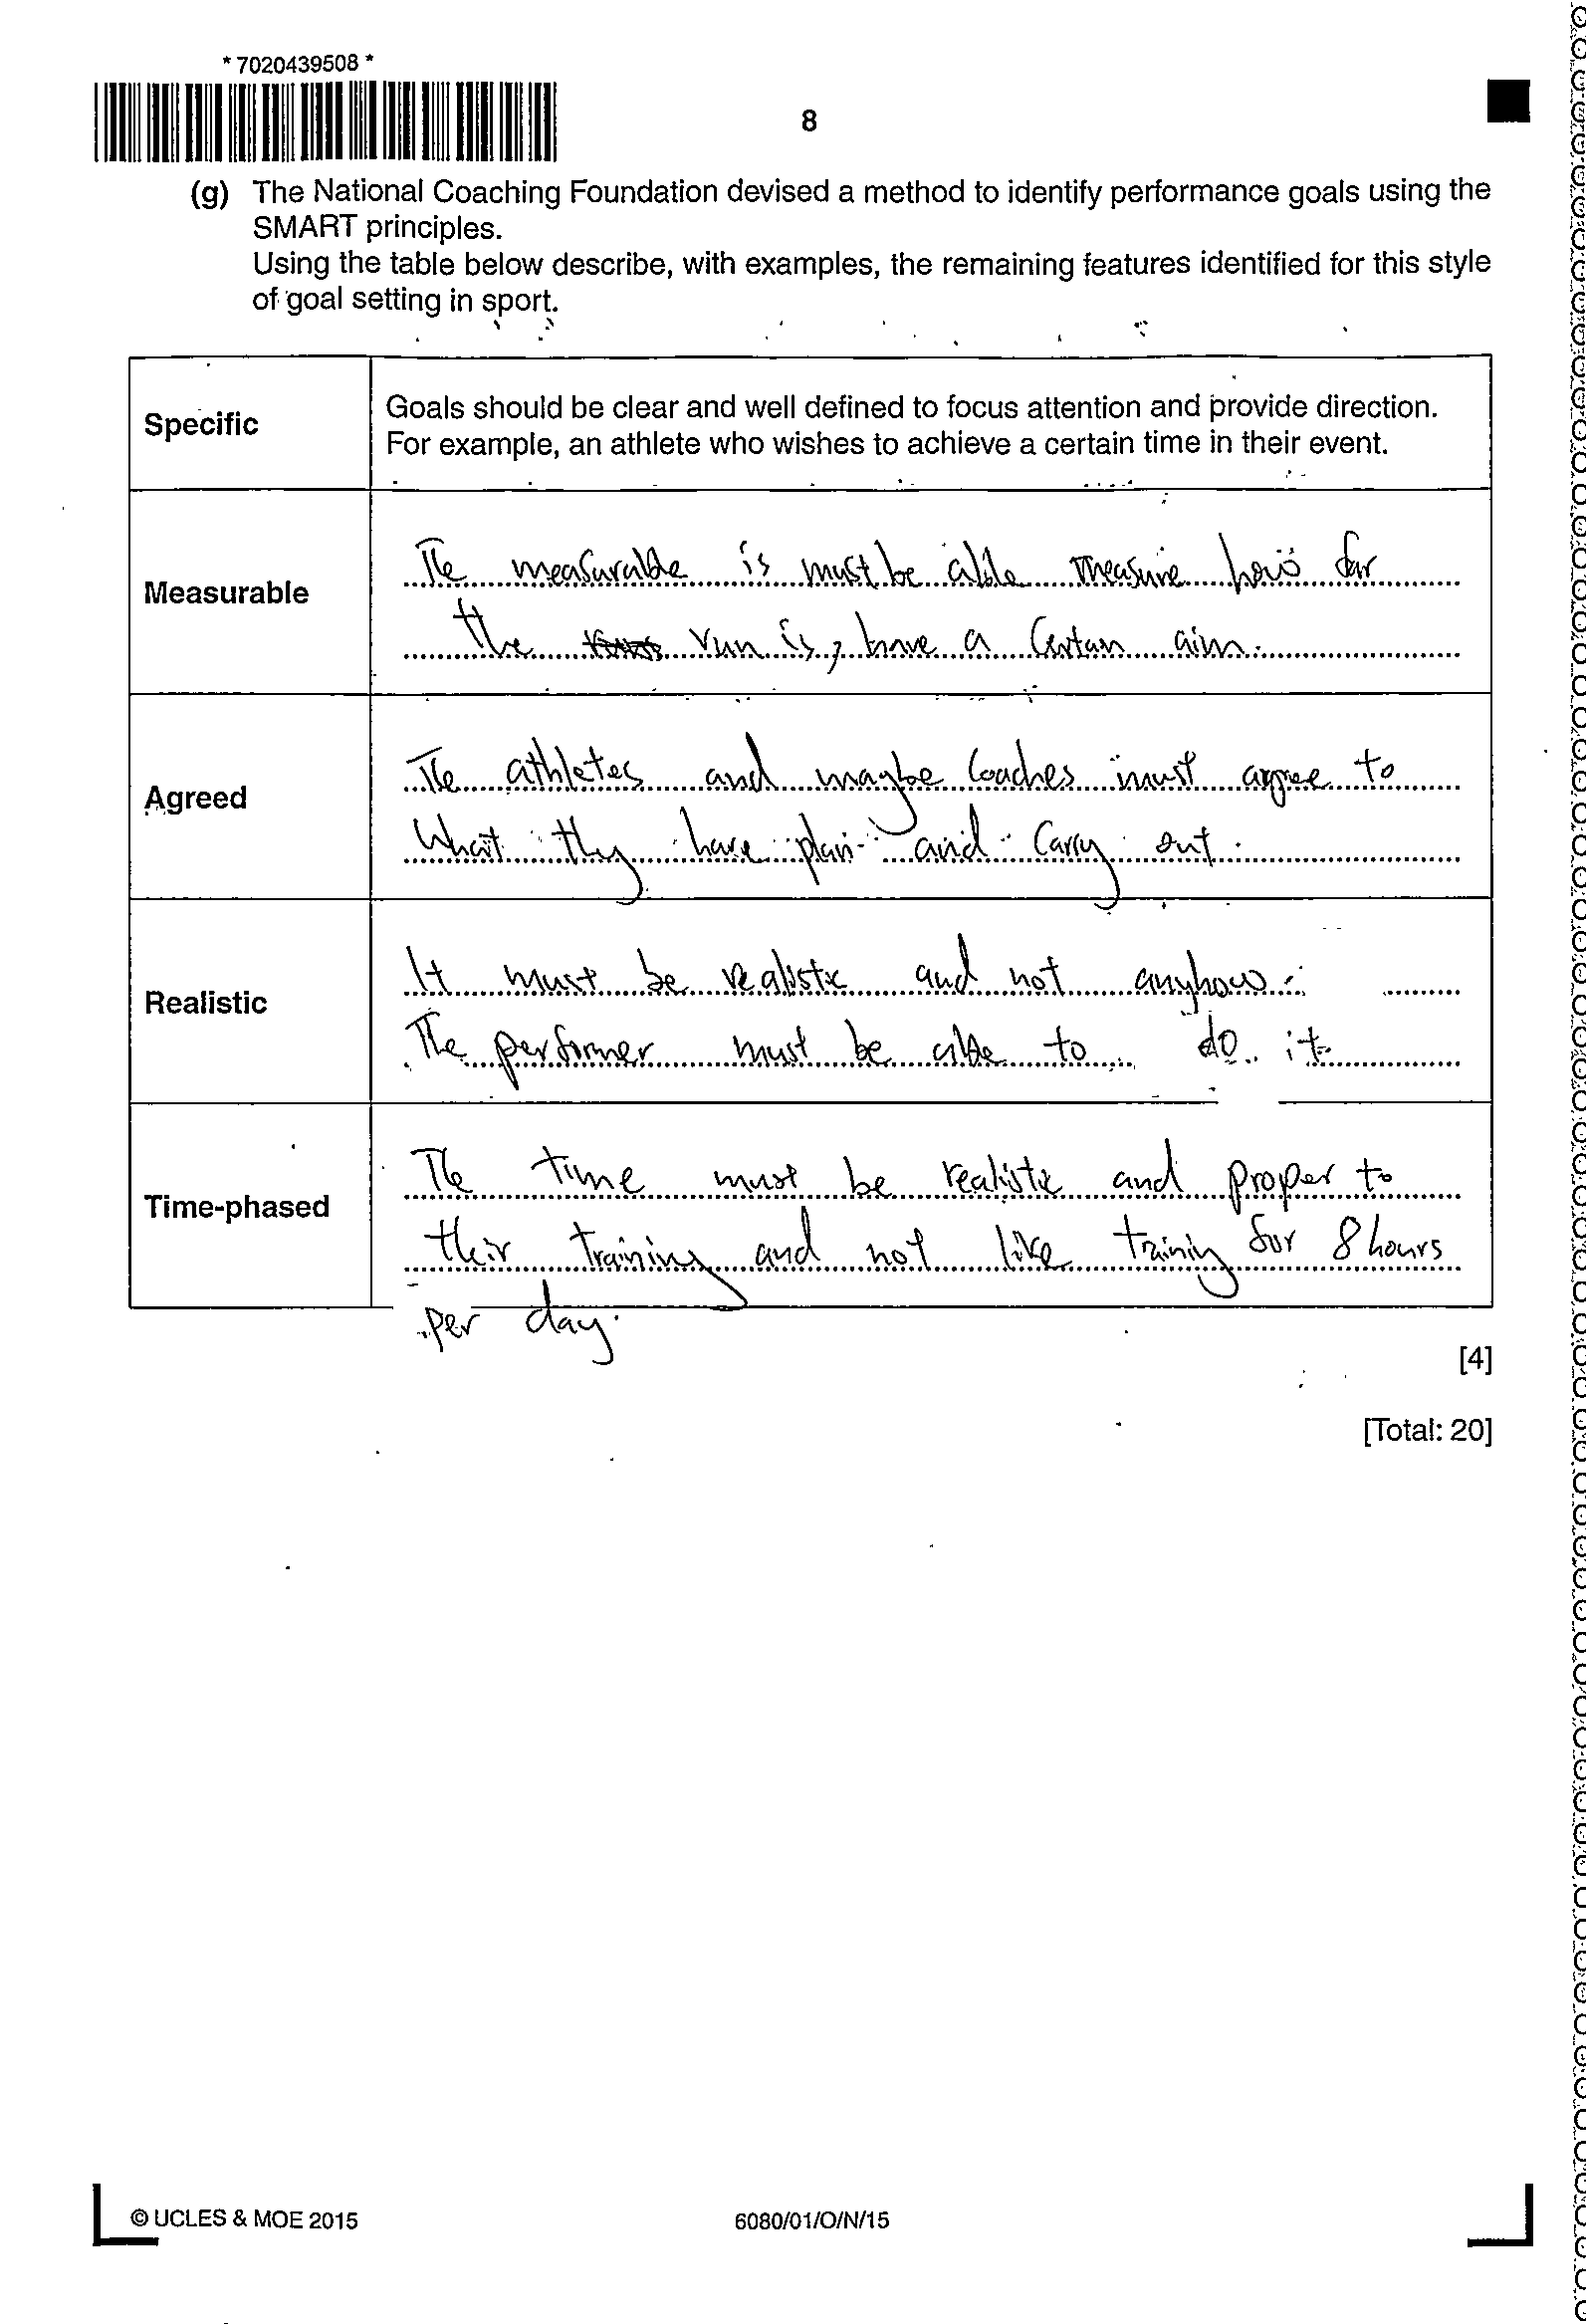 *7020439508*
8
(g) The National Coaching Foundation devised a method to identify performance goals using the
SMART principles.
Using the table below describe, with examples, the remaining features identified for this style
of goal setting in sport.
Specific
Goals should be clear and well defined to focus attention and provide direction.
For example, an athlete who wishes to achieve a certain time in their event.
Measurable
The measurable is must be able measure how far
the run is, have a certain aim.
Agreed
The athletes and maybe coaches must agree to
what they have plan and carry out.
Realistic
It must be realistic and not anyhow.
The performer must be able to do it
Time-phased
The time must be realistic and proper to
their training and not like training for 8 hours
per day.
[4]
[Total: 20]
© UCLES & MOE 2015
6080/01/O/N/15